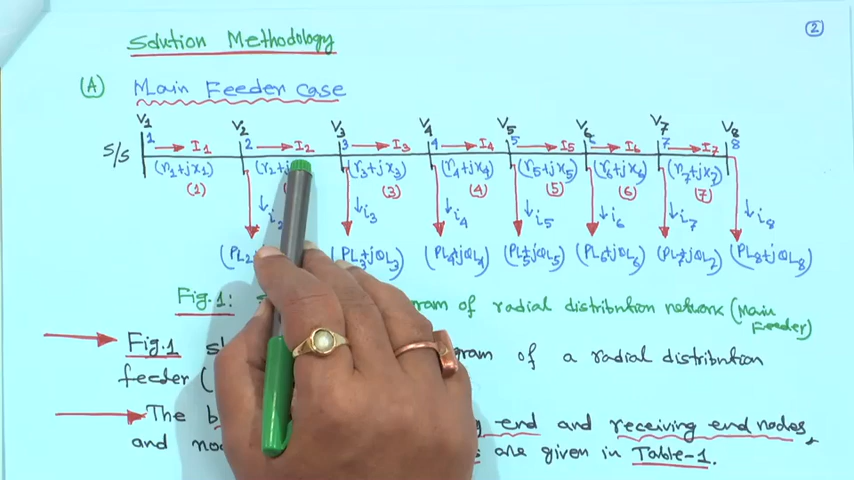 2
Solution Methodology
(A) Main Feeder Case
V1 V2 V3 V4 V5 V6 V7 V8
S/S 1 I1 2 I2 3 I3 4 I4 5 I5 6 I6 7 I7 8
(r1+jx1) (r2+j (r3+jx3) (r4+jx4) (r5+jx5) (r6+jx6) (r7+jx7)
(1) (3) (4) (5) (6) (7)
i3 i4 i5 i6 i7 i8
(PL2 (PL3+jQL3) (PL4+jQL4) (PL5+jQL5) (PL6+jQL6) (PL7+jQL7) (PL8+jQL8)
Fig.1: of radial distribution network (Main
Feeder)
Fig.1 of a radial distribution
feeder (
The end and receiving end nodes,
and are given in Table-1.